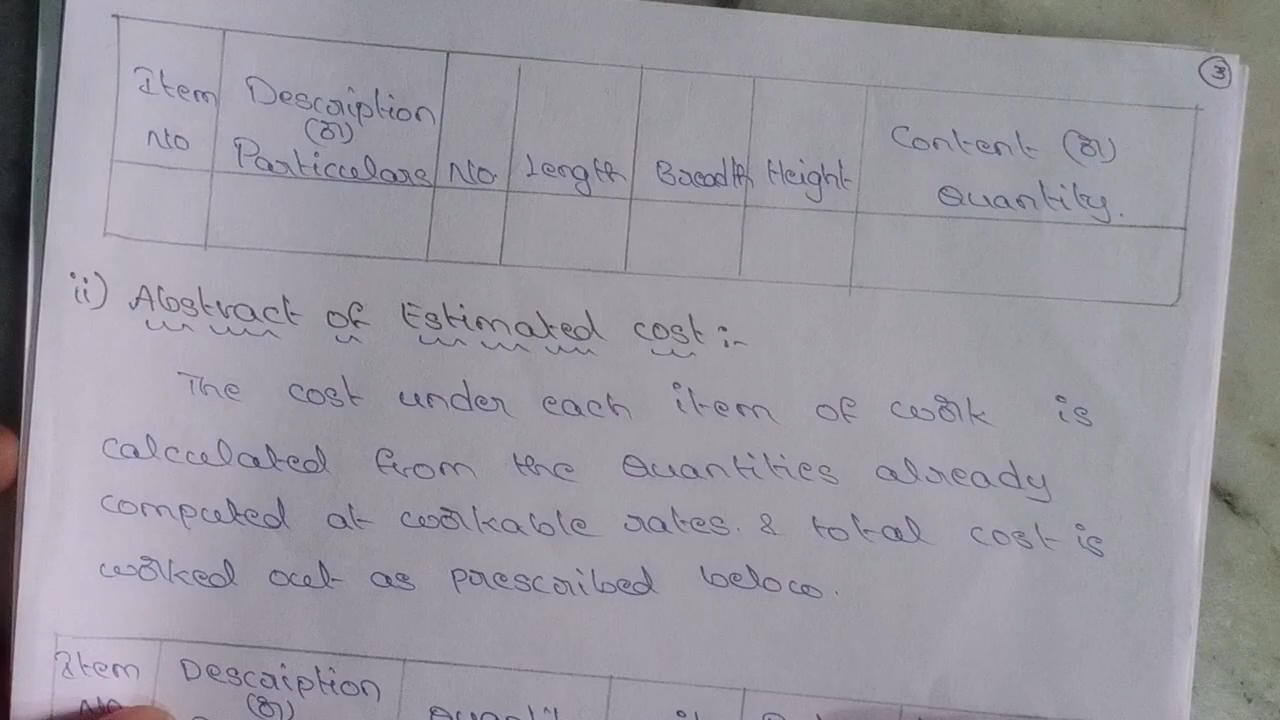 3
Item No
Description (or) Particulars
No.
Length
Breadth
Height
Content (or) Quantity.
ii) Abstract of Estimated cost :-
The cost under each item of work is
calculated from the Quantities already
computed at workable rates. & total cost is
worked out as prescribed below.
Item No
Description (or)